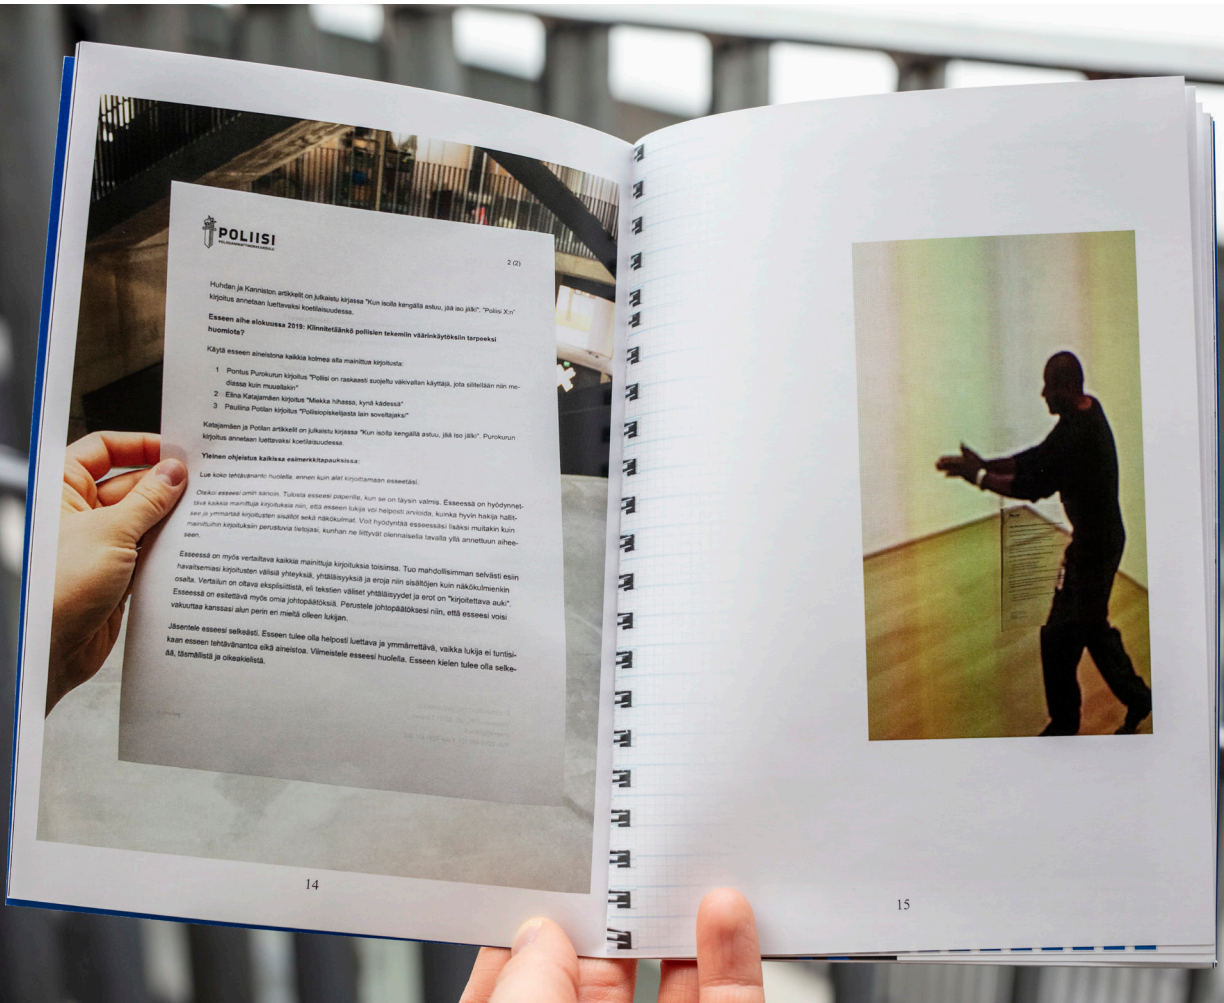 POLIISI
POLIISIAMMATTIKORKEAKOULU
2 (2)
Huhdan ja Kanniston artikkelit on julkaistu kirjassa "Kun isolla kengällä astuu, jää iso jälki". "Poliisi X:n"
kirjoitus annetaan luettavaksi koetilaisuudessa.
Esseen aihe elokuussa 2019: Kiinnitetäänkö poliisien tekemiin väärinkäytöksiin tarpeeksi
huomiota?
Käytä esseen aineistona kaikkia kolmea alla mainittua kirjoitusta:
1 Pontus Purokurun kirjoitus "Poliisi on raskaasti suojeltu väkivallan käyttäjä, jota silitellään niin me-
diassa kuin muuallakin"
2 Elina Katajamäen kirjoitus "Miekka hihassa, kynä kädessä"
3 Pauliina Potilan kirjoitus "Poliisiopiskelijasta lain soveltajaksi"
Katajamäen ja Potilan artikkelit on julkaistu kirjassa "Kun isolla kengällä astuu, jää iso jälki". Purokurun
kirjoitus annetaan luettavaksi koetilaisuudessa.
Yleinen ohjeistus kaikissa esimerkkitapauksissa:
Lue koko tehtävänanto huolella, ennen kuin alat kirjoittamaan esseetäsi.
Otsikoi esseesi omin sanoin. Tulosta esseesi paperille, kun se on täysin valmis. Esseessä on hyödynnet-
tävä kaikkia mainittuja kirjoituksia niin, että esseen lukija voi helposti arvioida, kuinka hyvin hakija hallit-
see ja ymmärtää kirjoitusten sisällöt sekä näkökulmat. Voit hyödyntää esseessäsi lisäksi muitakin kuin
mainittuihin kirjoituksiin perustuvia tietojasi, kunhan ne liittyvät olennaisella tavalla yllä annettuun aihee-
seen.
Esseessä on myös vertailtava kaikkia mainittuja kirjoituksia toisiinsa. Tuo mahdollisimman selvästi esiin
havaitsemiasi kirjoitusten välisiä yhteyksiä, yhtäläisyyksiä ja eroja niin sisältöjen kuin näkökulmienkin
osalta. Vertailun on oltava eksplisiittistä, eli tekstien väliset yhtäläisyydet ja erot on "kirjoitettava auki".
Esseessä on esitettävä myös omia johtopäätöksiä. Perustele johtopäätöksesi niin, että esseesi voisi
vakuuttaa kanssasi alun perin eri mieltä olleen lukijan.
Jäsentele esseesi selkeästi. Esseen tulee olla helposti luettava ja ymmärrettävä, vaikka lukija ei tuntisi-
kaan esseen tehtävänantoa eikä aineistoa. Viimeistele esseesi huolella. Esseen kielen tulee olla selke-
ää, täsmällistä ja oikeakielistä.
14
15